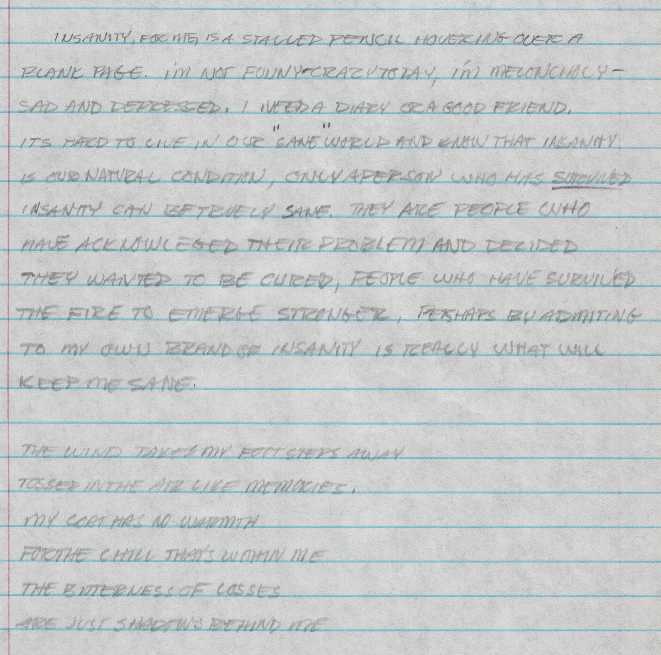 INSANITY, FOR ME, IS A STALLED PENCIL HOVERING OVER A
BLANK PAGE. I'M NOT FUNNY-CRAZY TODAY, I'M MELONCHOLY-
SAD AND DEPRESSED. I NEED A DIARY OR A GOOD FRIEND.
ITS HARD TO LIVE IN OUR "SANE" WORLD AND KNOW THAT INSANITY
IS OUR NATURAL CONDITION, ONLY A PERSON WHO HAS SURVIVED
INSANITY CAN BE TRUELY SANE. THEY ARE PEOPLE WHO
HAVE ACKNOWLEGED THEIR PROBLEM AND DECIDED
THEY WANTED TO BE CURED, PEOPLE WHO HAVE SURVIVED
THE FIRE TO EMERGE STRONGER. PERHAPS BY ADMITING
TO MY OWN BRAND OF INSANITY IS REALLY WHAT WILL
KEEP ME SANE.
THE WIND TAKES MY FOOTSTEPS AWAY
TOSSED IN THE AIR LIKE MEMORIES.
MY COAT HAS NO WARMTH
FOR THE CHILL THAT'S WITHIN ME
THE BITTERNESS OF LOSSES
ARE JUST SHADOWS BEHIND ME